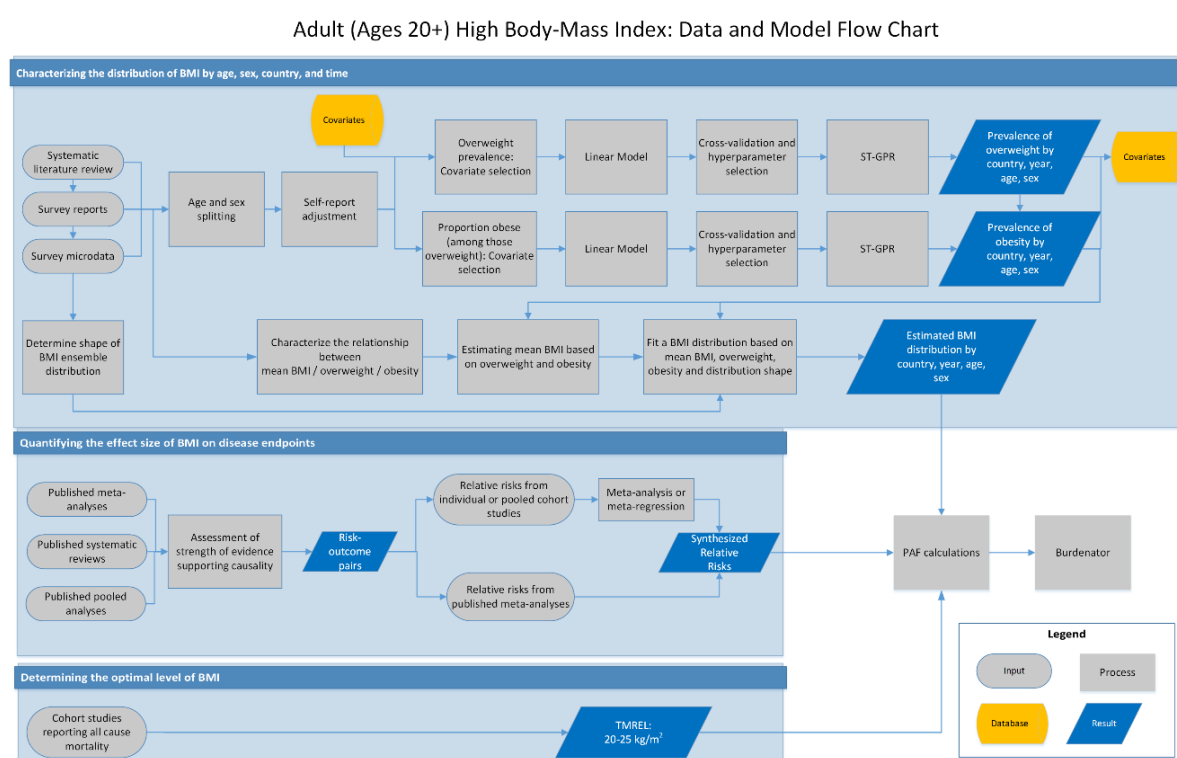 Adult (Ages 20+) High Body-Mass Index: Data and Model Flow Chart
Characterizing the distribution of BMI by age, sex, country, and time
Covariates
Systematic
literature review
Survey reports
Survey microdata
Age and sex
splitting
Self-report
adjustment
Overweight
prevalence:
Covariate selection
Linear Model
Cross-validation and
hyperparameter
selection
ST-GPR
Prevalence of
overweight by
country, year,
age, sex
Covariates
Proportion obese
(among those
overweight): Covariate
selection
Linear Model
Cross-validation and
hyperparameter
selection
ST-GPR
Prevalence of
obesity by
country, year,
age, sex
Determine shape of
BMI ensemble
distribution
Characterize the relationship
between
mean BMI / overweight / obesity
Estimating mean BMI based
on overweight and obesity
Fit a BMI distribution based on
mean BMI, overweight,
obesity and distribution shape
Estimated BMI
distribution by
country, year, age,
sex
Quantifying the effect size of BMI on disease endpoints
Published meta-
analyses
Published systematic
reviews
Published pooled
analyses
Assessment of
strength of evidence
supporting causality
Risk-
outcome
pairs
Relative risks from
individual or pooled cohort
studies
Meta-analysis or
meta-regression
Relative risks from
published meta-analyses
Synthesized
Relative
Risks
PAF calculations
Burdenator
Determining the optimal level of BMI
Cohort studies
reporting all cause
mortality
TMREL:
20-25 kg/m²
Legend
Input
Process
Database
Result